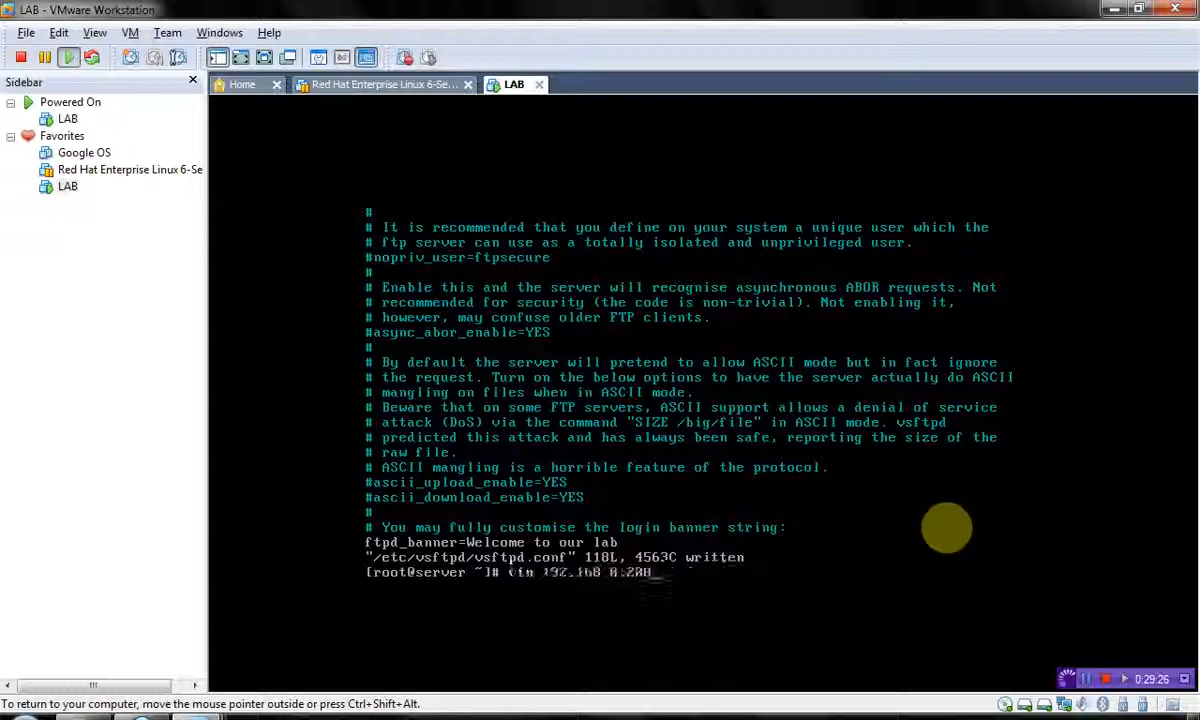 LAB - VMware Workstation
File Edit View VM Team Windows Help
Sidebar
Home
Red Hat Enterprise Linux 6-Se...
LAB
Powered On
LAB
Favorites
Google OS
Red Hat Enterprise Linux 6-Se
LAB
#
# It is recommended that you define on your system a unique user which the
# ftp server can use as a totally isolated and unprivileged user.
#nopriv_user=ftpsecure
#
# Enable this and the server will recognise asynchronous ABOR requests. Not
# recommended for security (the code is non-trivial). Not enabling it,
# however, may confuse older FTP clients.
#async_abor_enable=YES
#
# By default the server will pretend to allow ASCII mode but in fact ignore
# the request. Turn on the below options to have the server actually do ASCII
# mangling on files when in ASCII mode.
# Beware that on some FTP servers, ASCII support allows a denial of service
# attack (DoS) via the command "SIZE /big/file" in ASCII mode. vsftpd
# predicted this attack and has always been safe, reporting the size of the
# raw file.
# ASCII mangling is a horrible feature of the protocol.
#ascii_upload_enable=YES
#ascii_download_enable=YES
#
# You may fully customise the login banner string:
ftpd_banner=Welcome to our lab
"/etc/vsftpd/vsftpd.conf" 118L, 4563C written
[root@server ~]#
0:29:26
To return to your computer, move the mouse pointer outside or press Ctrl+Shift+Alt.